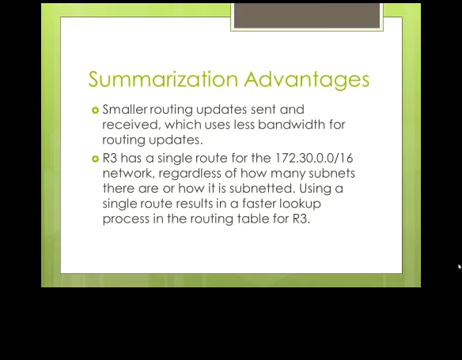 Summarization Advantages
Smaller routing updates sent and
received, which uses less bandwidth for
routing updates.
R3 has a single route for the 172.30.0.0/16
network, regardless of how many subnets
there are or how it is subnetted. Using a
single route results in a faster lookup
process in the routing table for R3.